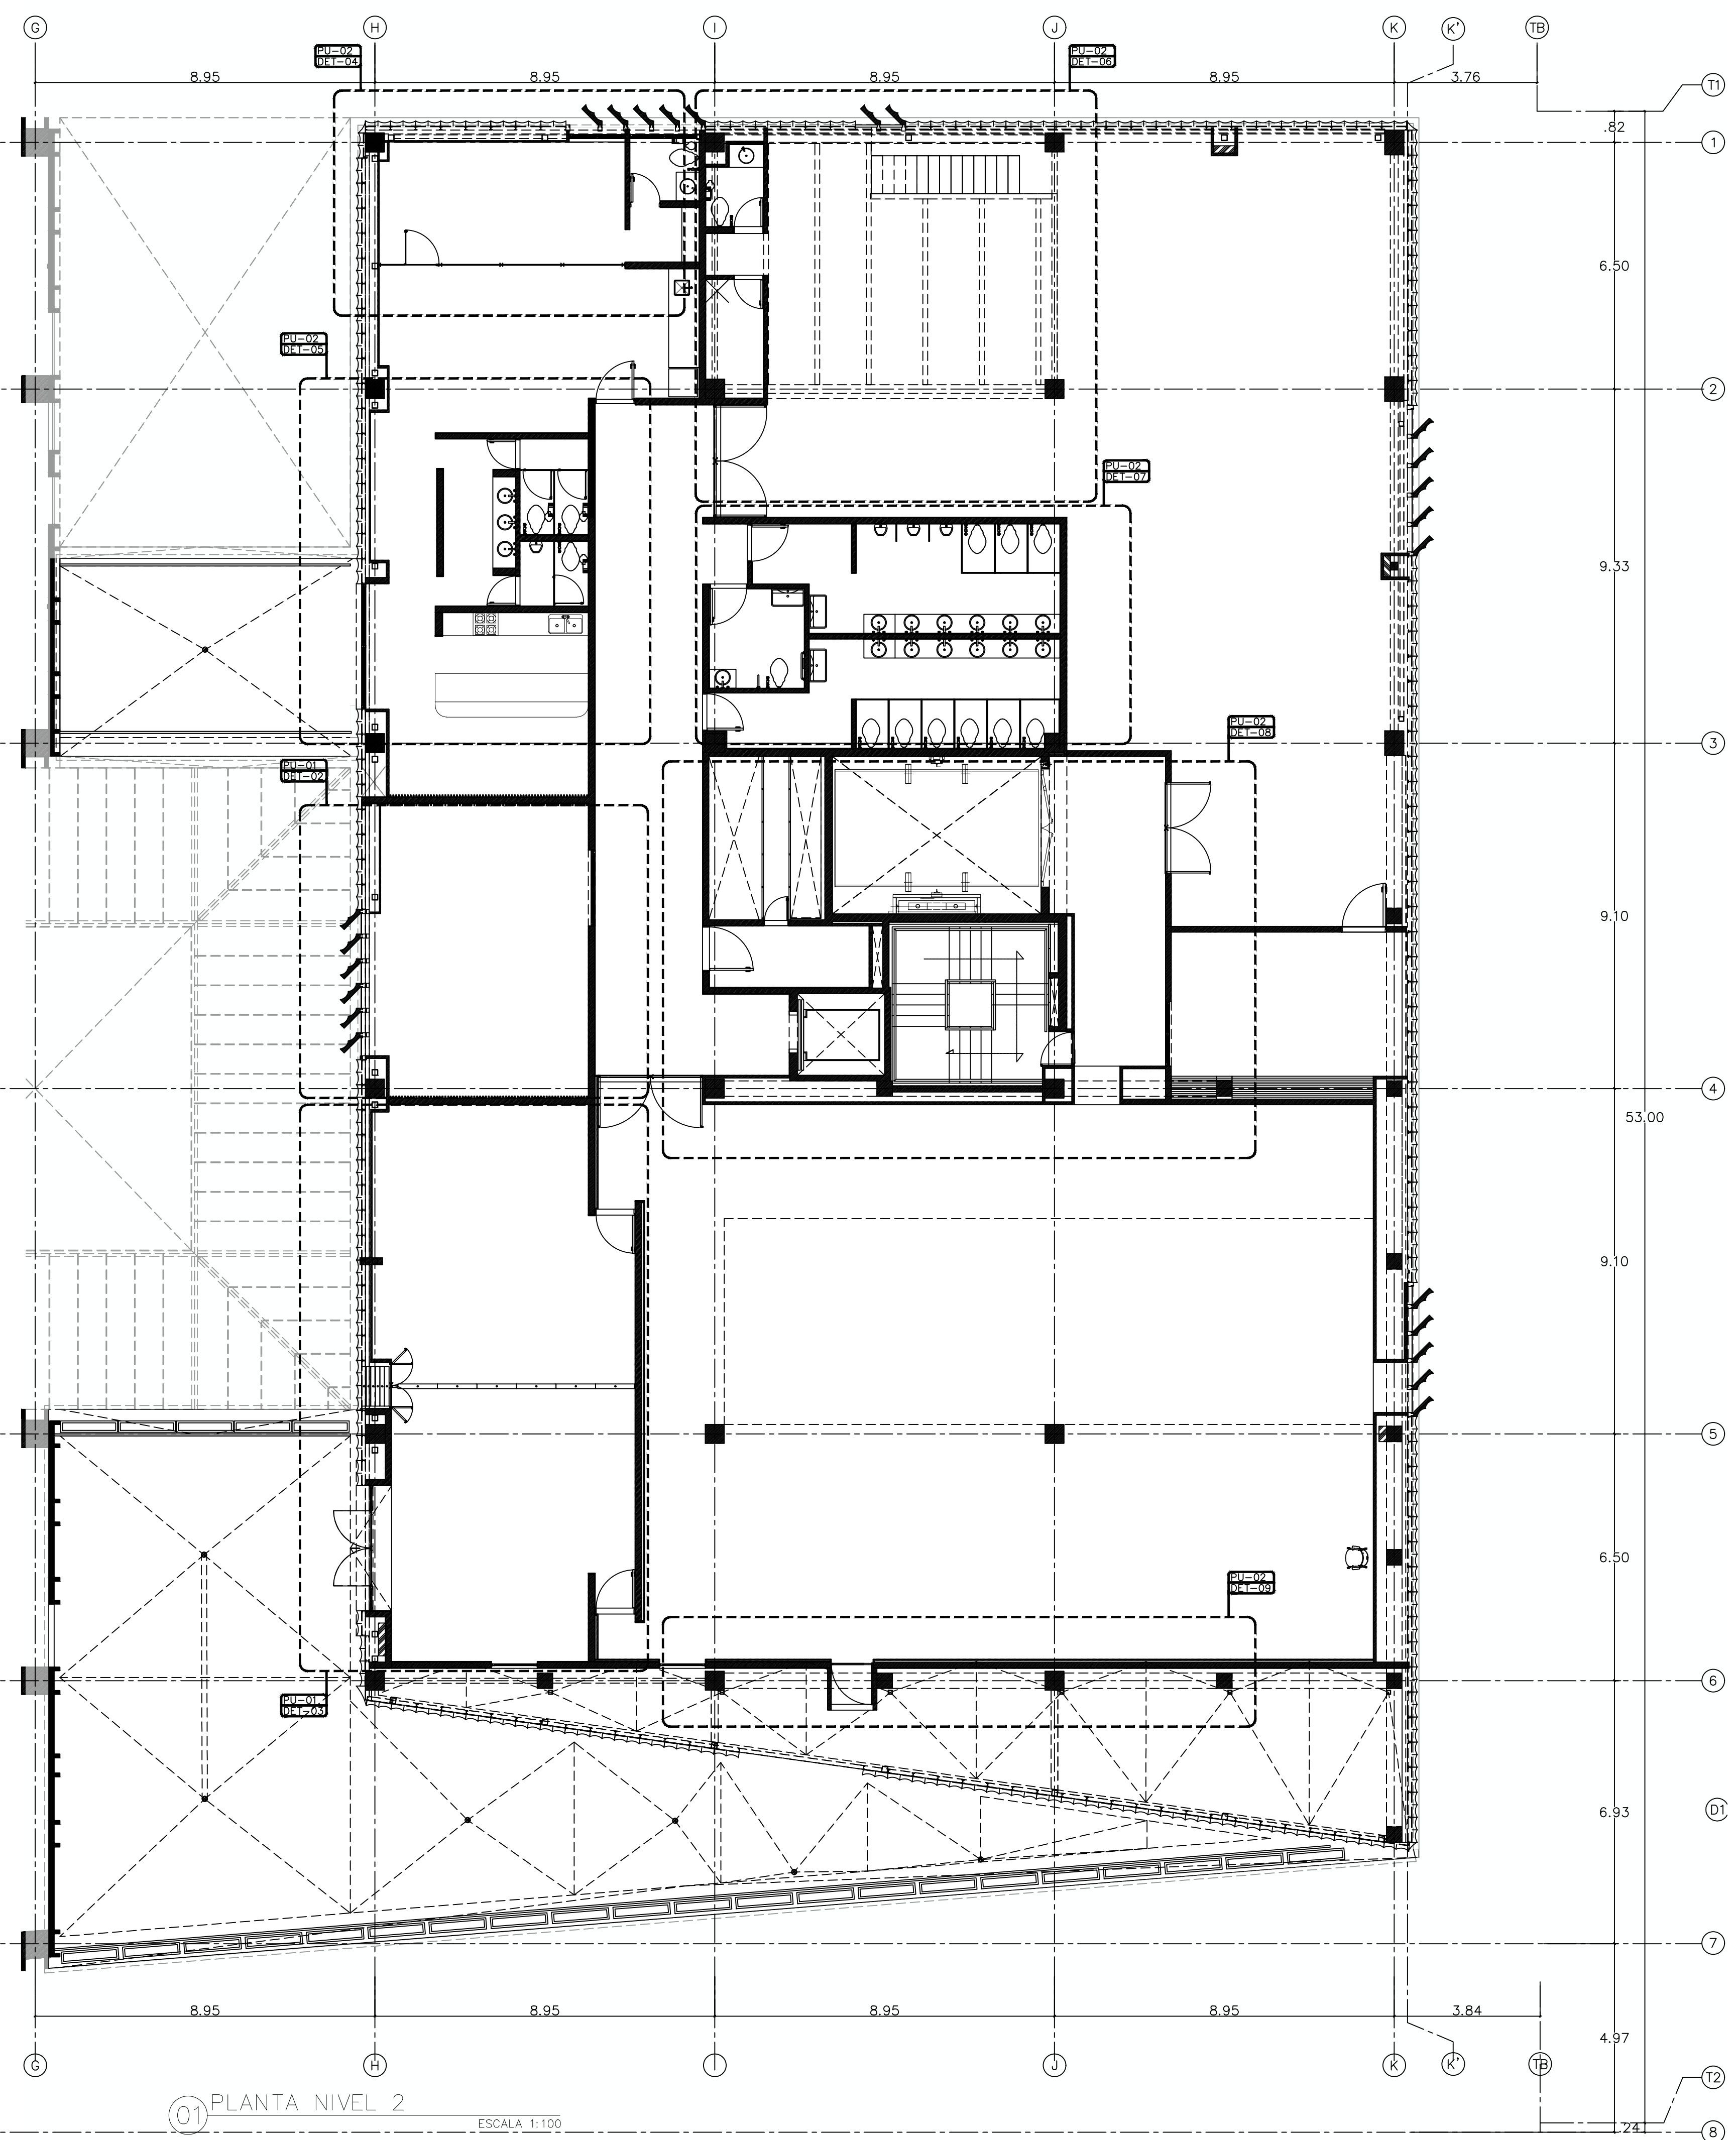 G H I J K K' TB
PU-02
DET-04
PU-02
DET-06
8.95 8.95 8.95 8.95 3.76
T1
.82
1
6.50
PU-02
DET-05
2
PU-02
DET-07
9.33
PU-02
DET-08
3
PU-01
DET-02
9.10
4
53.00
9.10
5
6.50
PU-02
DET-09
6
PU-01
DET-03
6.93
D1
7
8.95 8.95 8.95 8.95 3.84
4.97
G H I J K K' TB
T2
01 PLANTA NIVEL 2
ESCALA 1:100
.24
8